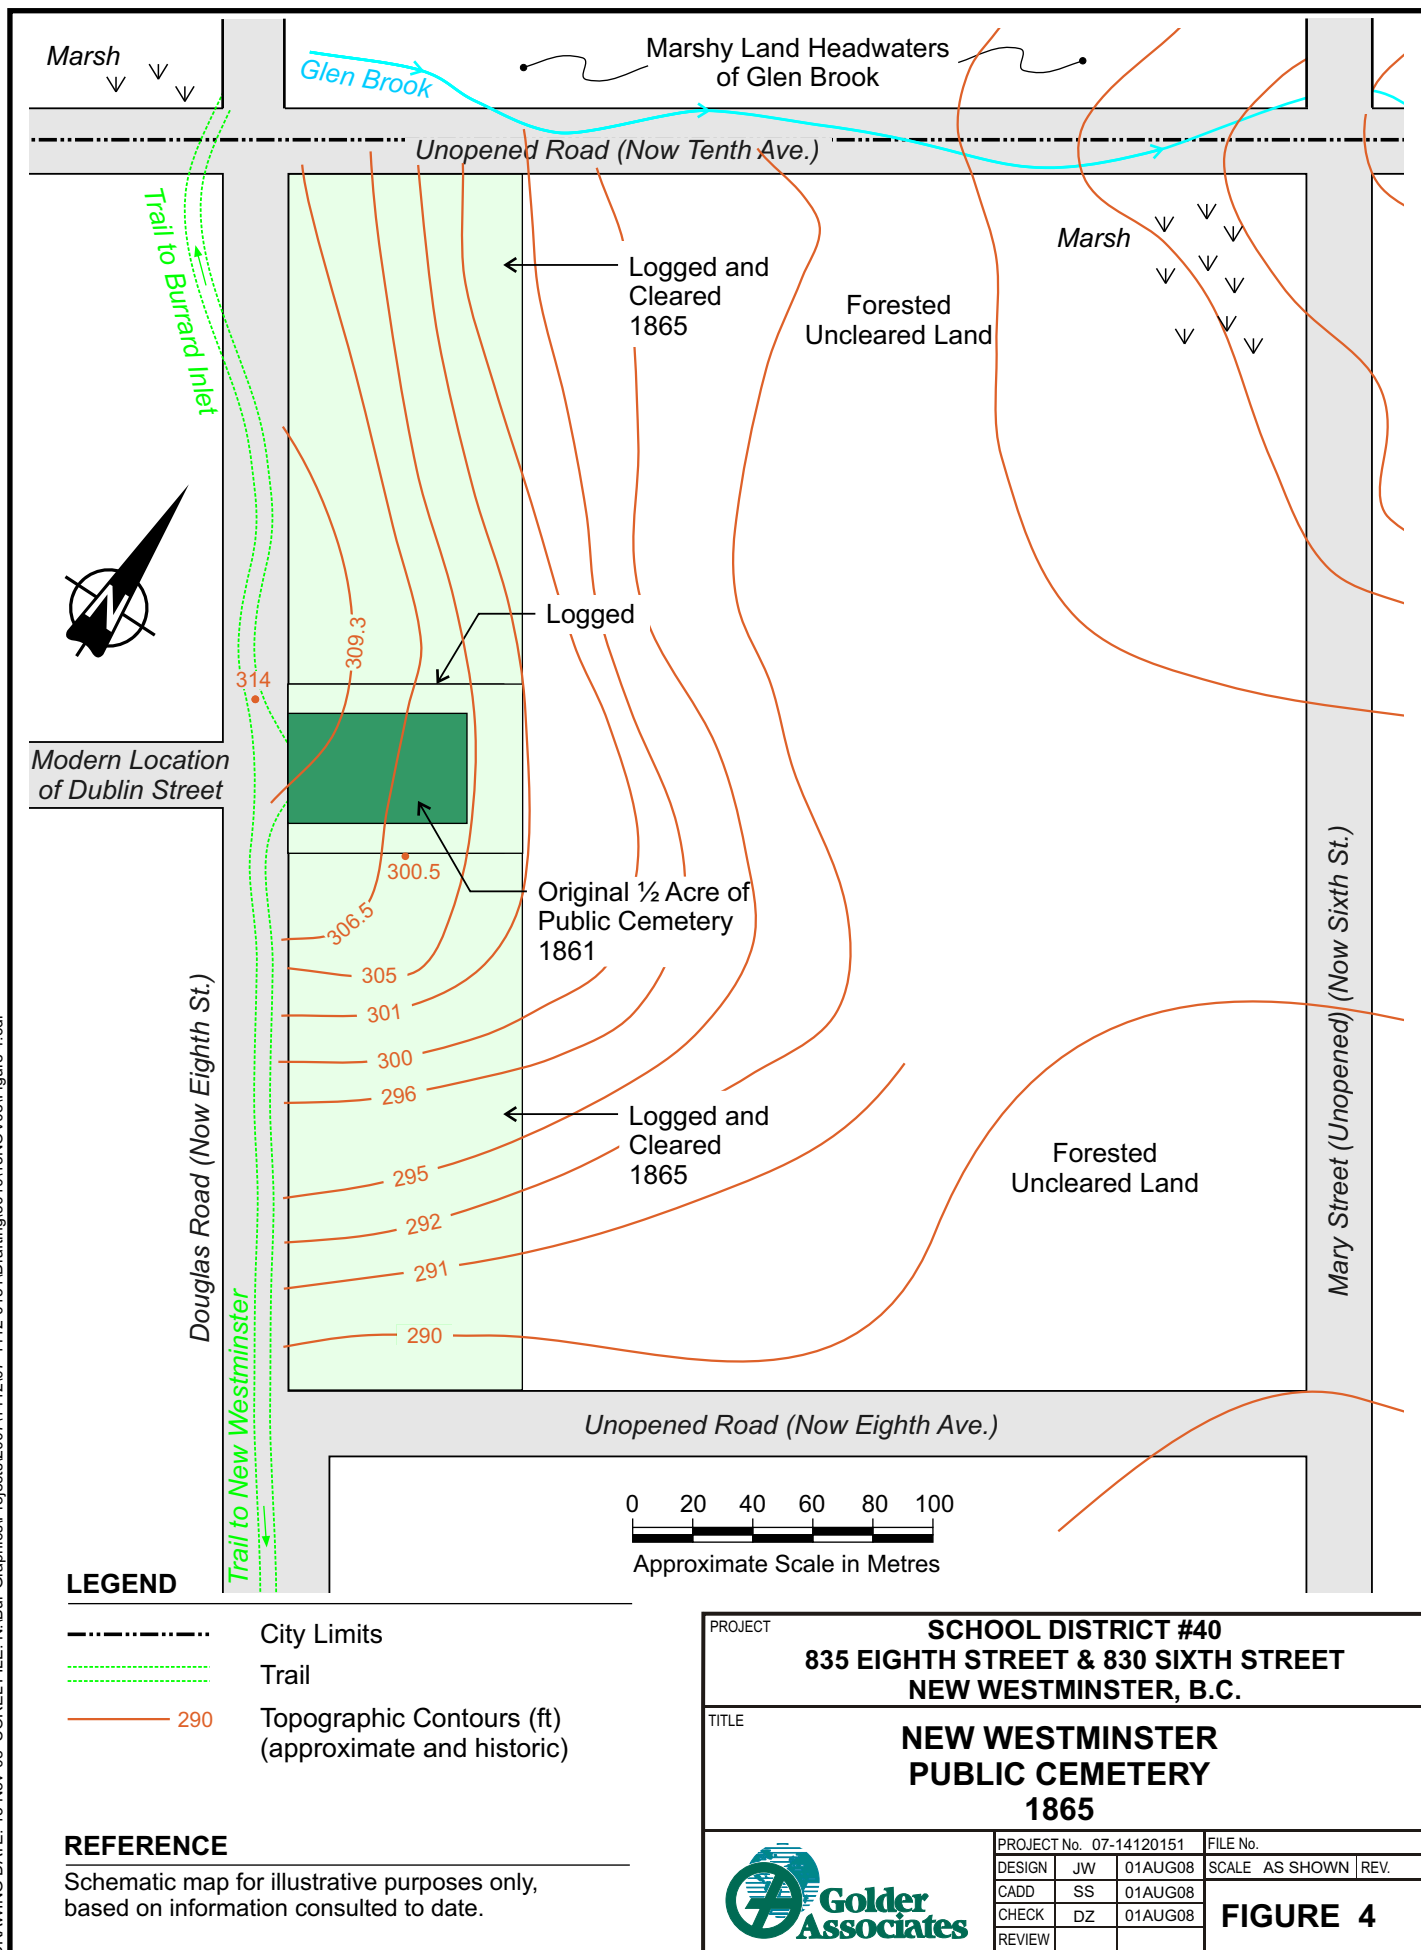 Marsh
Glen Brook
Marshy Land Headwaters
of Glen Brook
Unopened Road (Now Tenth Ave.)
Trail to Burrard Inlet
Logged and
Cleared
1865
Forested
Uncleared Land
Marsh
N
Logged
309.3
314
Modern Location
of Dublin Street
300.5
Original ½ Acre of
Public Cemetery
1861
306.5
305
301
300
296
295
292
291
290
Logged and
Cleared
1865
Forested
Uncleared Land
Douglas Road (Now Eighth St.)
Mary Street (Unopened) (Now Sixth St.)
Trail to New Westminster
Unopened Road (Now Eighth Ave.)
0 20 40 60 80 100
Approximate Scale in Metres
LEGEND
City Limits
Trail
290 Topographic Contours (ft)
(approximate and historic)
REFERENCE
Schematic map for illustrative purposes only,
based on information consulted to date.
PROJECT
SCHOOL DISTRICT #40
835 EIGHTH STREET & 830 SIXTH STREET
NEW WESTMINSTER, B.C.
TITLE
NEW WESTMINSTER
PUBLIC CEMETERY
1865
Golder
Associates
PROJECT No. 07-14120151 FILE No.
DESIGN JW 01AUG08 SCALE AS SHOWN REV.
CADD SS 01AUG08
CHECK DZ 01AUG08
REVIEW
FIGURE 4